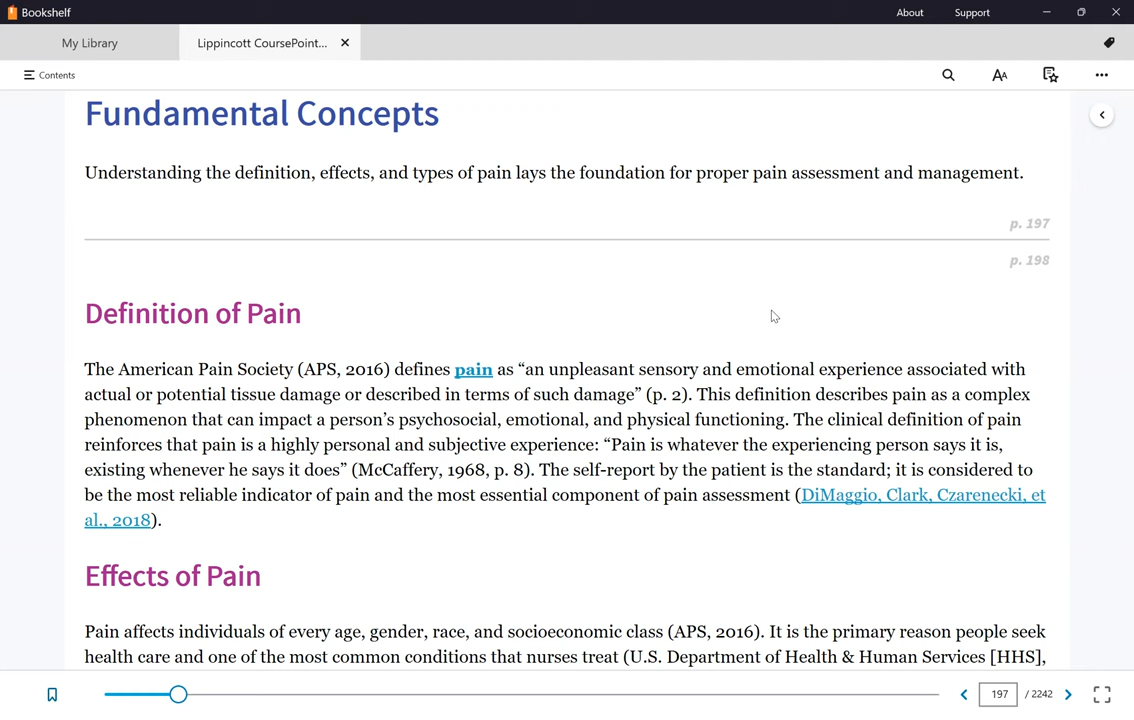 Bookshelf
About
Support
My Library
Lippincott CoursePoint...
Contents
Fundamental Concepts
Understanding the definition, effects, and types of pain lays the foundation for proper pain assessment and management.
p. 197
p. 198
Definition of Pain
The American Pain Society (APS, 2016) defines pain as “an unpleasant sensory and emotional experience associated with
actual or potential tissue damage or described in terms of such damage” (p. 2). This definition describes pain as a complex
phenomenon that can impact a person’s psychosocial, emotional, and physical functioning. The clinical definition of pain
reinforces that pain is a highly personal and subjective experience: “Pain is whatever the experiencing person says it is,
existing whenever he says it does” (McCaffery, 1968, p. 8). The self-report by the patient is the standard; it is considered to
be the most reliable indicator of pain and the most essential component of pain assessment (DiMaggio, Clark, Czarenecki, et
al., 2018).
Effects of Pain
Pain affects individuals of every age, gender, race, and socioeconomic class (APS, 2016). It is the primary reason people seek
health care and one of the most common conditions that nurses treat (U.S. Department of Health & Human Services [HHS],
197 / 2242